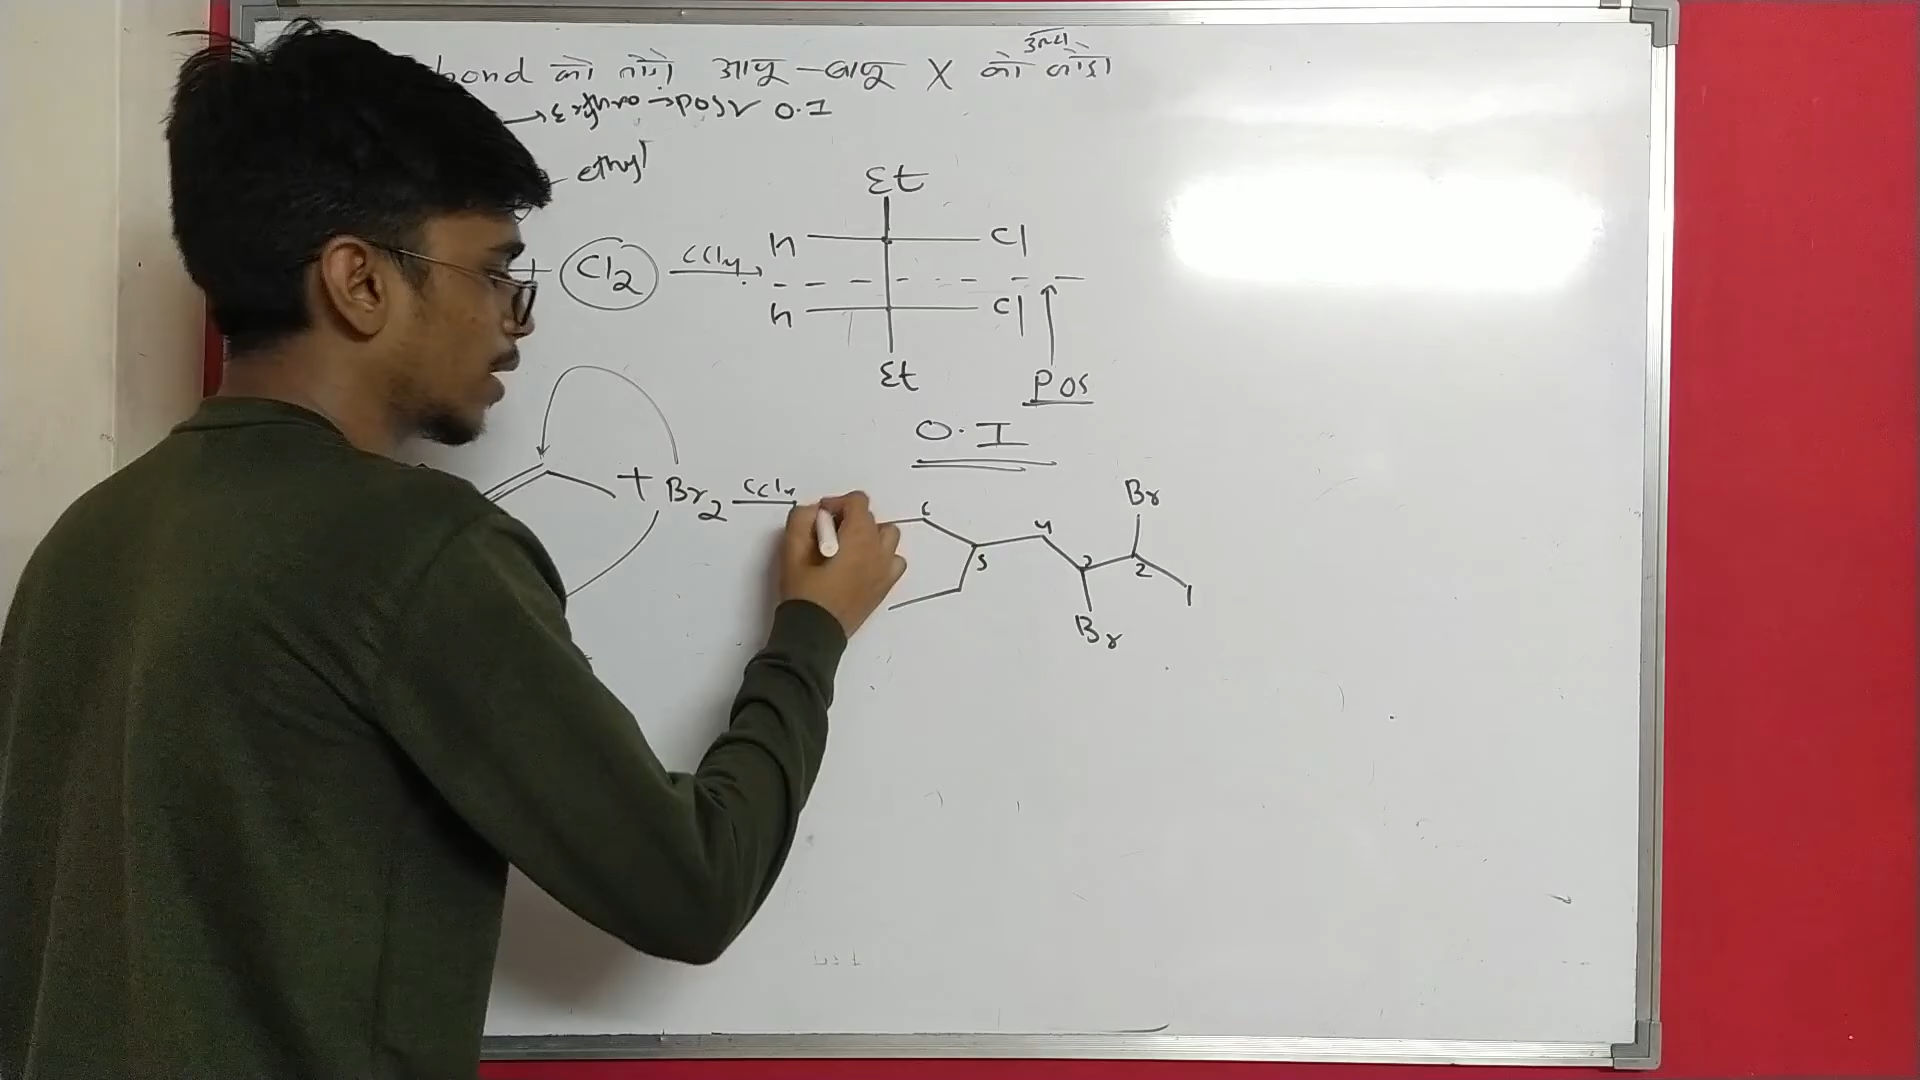 bond को तोड़ो आजू-बाजू X को जोड़ो
→ Erythro → POS ✓ O.I
ethyl
Et
+ Cl2 CCl4 H Cl
H Cl
Et
POS
O.I
+ Br2 CCl4
Br
6 4
5 3 2
1
Br